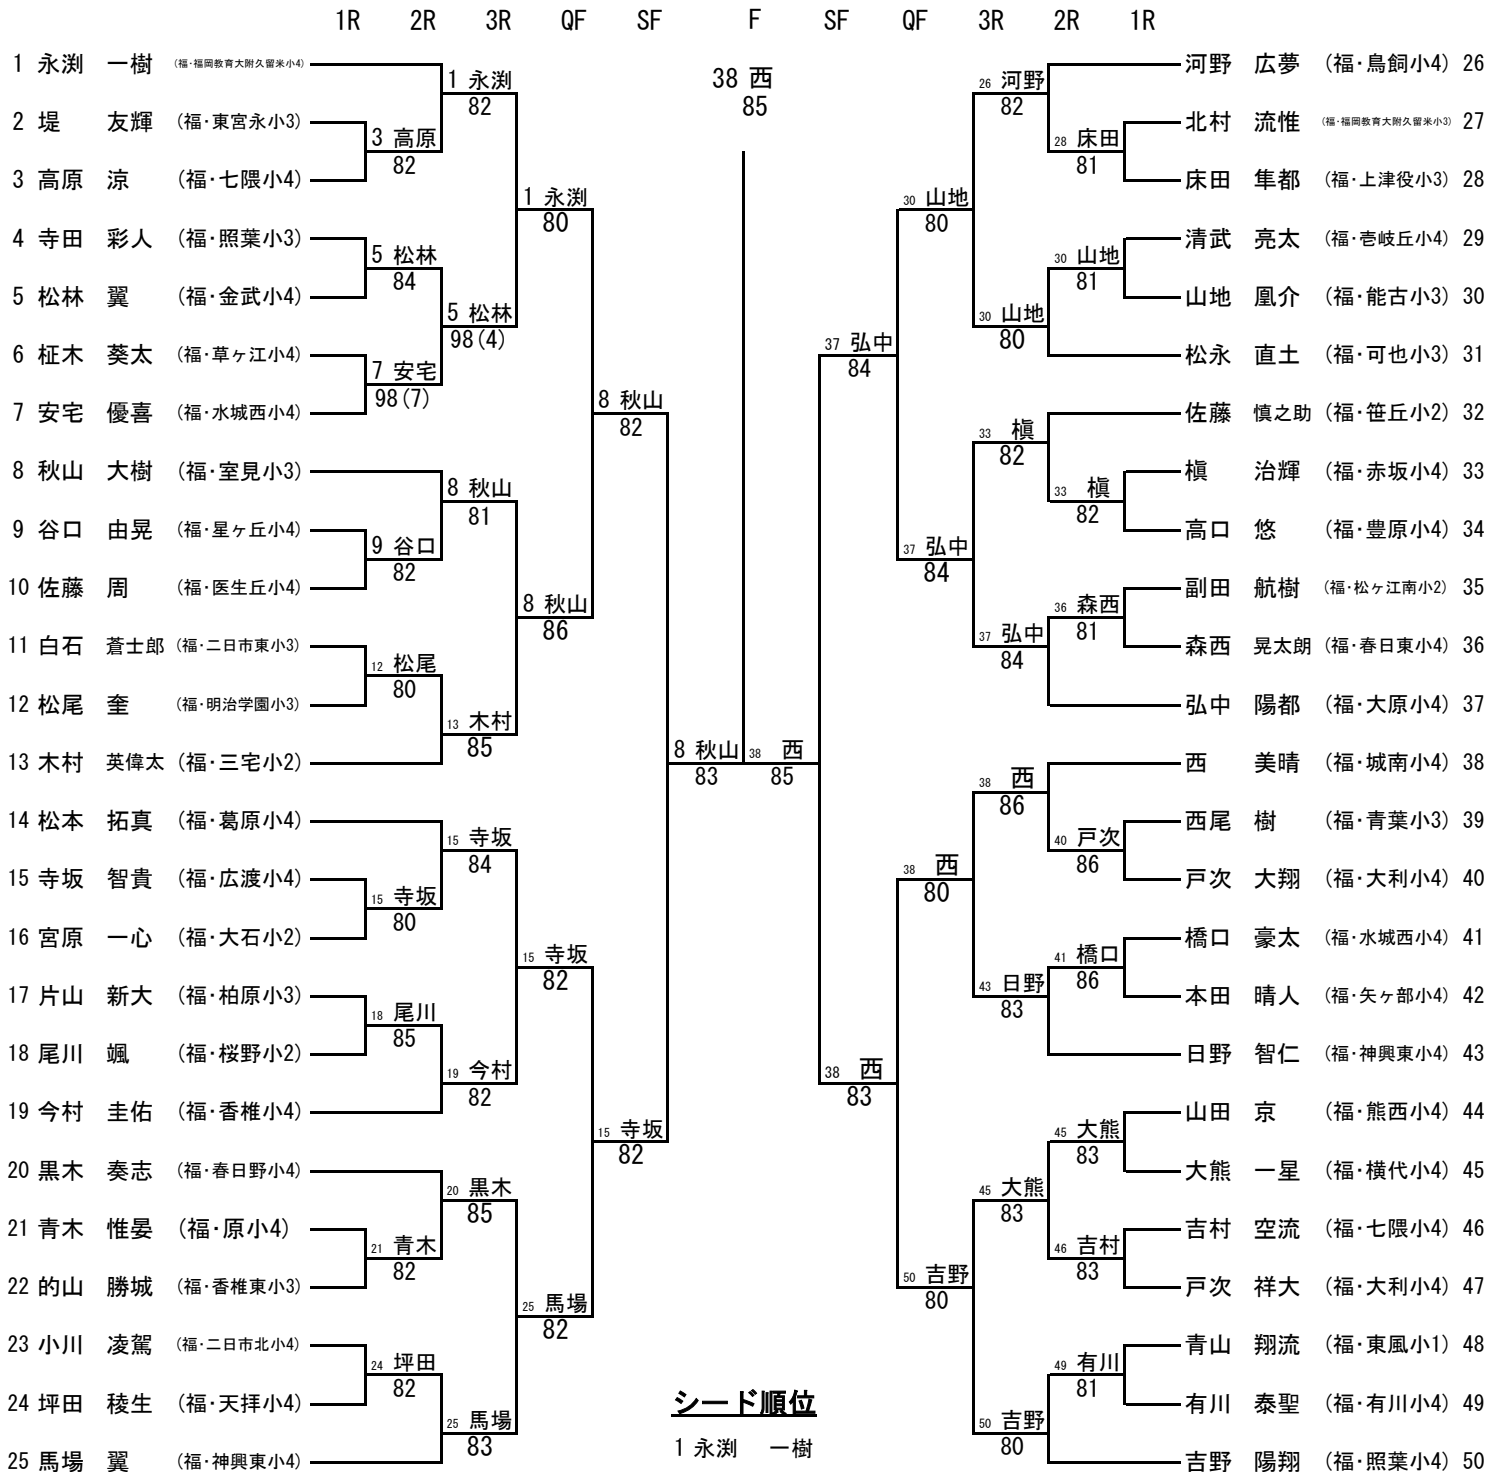 1R 2R 3R QF SF F SF QF 3R 2R 1R
1 永渕 一樹 (福・福岡教育大附久留米小4)
2 堤 友輝 (福・東宮永小3)
3 高原 涼 (福・七隈小4)
4 寺田 彩人 (福・照葉小3)
5 松林 翼 (福・金武小4)
6 柾木 葵太 (福・草ヶ江小4)
7 安宅 優喜 (福・水城西小4)
8 秋山 大樹 (福・室見小3)
9 谷口 由晃 (福・星ヶ丘小4)
10 佐藤 周 (福・医生丘小4)
11 白石 蒼士郎 (福・二日市東小3)
12 松尾 奎 (福・明治学園小3)
13 木村 英偉太 (福・三宅小2)
14 松本 拓真 (福・葛原小4)
15 寺坂 智貴 (福・広渡小4)
16 宮原 一心 (福・大石小2)
17 片山 新大 (福・柏原小3)
18 尾川 颯 (福・桜野小2)
19 今村 圭佑 (福・香椎小4)
20 黒木 奏志 (福・春日野小4)
21 青木 惟晏 (福・原小4)
22 的山 勝城 (福・香椎東小3)
23 小川 凌駕 (福・二日市北小4)
24 坪田 稜生 (福・天拝小4)
25 馬場 翼 (福・神興東小4)
3 高原
82
5 松林
84
7 安宅
98(7)
9 谷口
82
12 松尾
80
15 寺坂
80
18 尾川
85
21 青木
82
24 坪田
82
1 永渕
82
5 松林
98(4)
8 秋山
81
13 木村
85
15 寺坂
84
19 今村
82
20 黒木
85
25 馬場
83
1 永渕
80
8 秋山
86
15 寺坂
82
25 馬場
82
8 秋山
82
15 寺坂
82
8 秋山
83
38 西
85
38 西
85
37 弘中
84
38 西
83
30 山地
80
37 弘中
84
38 西
80
50 吉野
80
26 河野
82
30 山地
80
33 槇
82
37 弘中
84
38 西
86
43 日野
83
45 大熊
83
50 吉野
80
28 床田
81
30 山地
81
33 槇
82
36 森西
81
40 戸次
86
41 橋口
86
45 大熊
83
46 吉村
83
49 有川
81
河野 広夢 (福・鳥飼小4) 26
北村 流惟 (福・福岡教育大附久留米小3) 27
床田 隼都 (福・上津役小3) 28
清武 亮太 (福・壱岐丘小4) 29
山地 凰介 (福・能古小3) 30
松永 直土 (福・可也小3) 31
佐藤 慎之助 (福・笹丘小2) 32
槇 治輝 (福・赤坂小4) 33
高口 悠 (福・豊原小4) 34
副田 航樹 (福・松ヶ江南小2) 35
森西 晃太朗 (福・春日東小4) 36
弘中 陽都 (福・大原小4) 37
西 美晴 (福・城南小4) 38
西尾 樹 (福・青葉小3) 39
戸次 大翔 (福・大利小4) 40
橋口 豪太 (福・水城西小4) 41
本田 晴人 (福・矢ヶ部小4) 42
日野 智仁 (福・神興東小4) 43
山田 京 (福・熊西小4) 44
大熊 一星 (福・横代小4) 45
吉村 空流 (福・七隈小4) 46
戸次 祥大 (福・大利小4) 47
青山 翔流 (福・東風小1) 48
有川 泰聖 (福・有川小4) 49
吉野 陽翔 (福・照葉小4) 50
シード順位
1 永渕 一樹